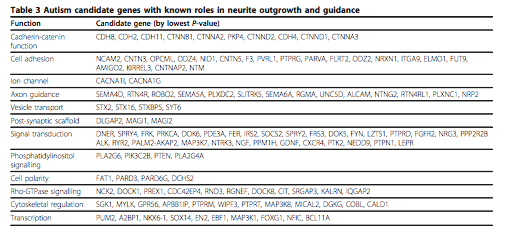 Table 3 Autism candidate genes with known roles in neurite outgrowth and guidance
Function Candidate gene (by lowest P-value)
Cadherin-catenin function CDH8, CDH2, CDH11, CTNNB1, CTNNA2, PKP4, CTNND2, CDH4, CTNND1, CTNNA3
Cell adhesion NCAM2, CNTN3, OPCML, ODZ4, NID1, CNTN5, F3, PVRL1, PTPRG, PARVA, FLRT2, ODZ2, NRXN1, ITGA9, ELMO1, FUT9,
AMIGO2, KIRREL3, CNTNAP2, NTM
Ion channel CACNA1I, CACNA1G
Axon guidance SEMA4D, RTN4R, ROBO2, SEMA5A, PLXDC2, SLITRK5, SEMA6A, RGMA, UNC5D, ALCAM, NTNG2, RTN4RL1, PLXNC1, NRP2
Vesicle transport STX2, STX16, STXBP5, SYT6
Post-synaptic scaffold DLGAP2, MAGI1, MAGI2
Signal transduction DNER, SPRY4, FRK, PRKCA, DOK6, PDE3A, FER, IRS2, SOCS2, SPRY2, FRS3, DOK5, FYN, LZTS1, PTPRD, FGFR2, NRG3, PPP2R2B
ALK, RYR2, PALM2-AKAP2, MAP3K7, NTRK3, NGF, PPM1H, GDNF, CXCR4, PTK2, NEDD9, PTPN1, LEPR
Phosphatidylinositol signalling PLA2G6, PIK3C2B, PTEN, PLA2G4A
Cell polarity FAT1, PARD3, PARD6G, DCHS2
Rho-GTPase signalling NCK2, DOCK1, PREX1, CDC42EP4, RND3, RGNEF, DOCK8, CIT, SRGAP3, KALRN, IQGAP2
Cytoskeletal regulation SGK1, MYLK, GPR56, APBB1IP, PTPRM, WIPF3, PTPRT, MAP3K8, MICAL2, DGKG, COBL, CALD1
Transcription PUM2, A2BP1, NKX6-1, SOX14, EN2, EBF1, MAP3K1, FOXG1, NFIC, BCL11A